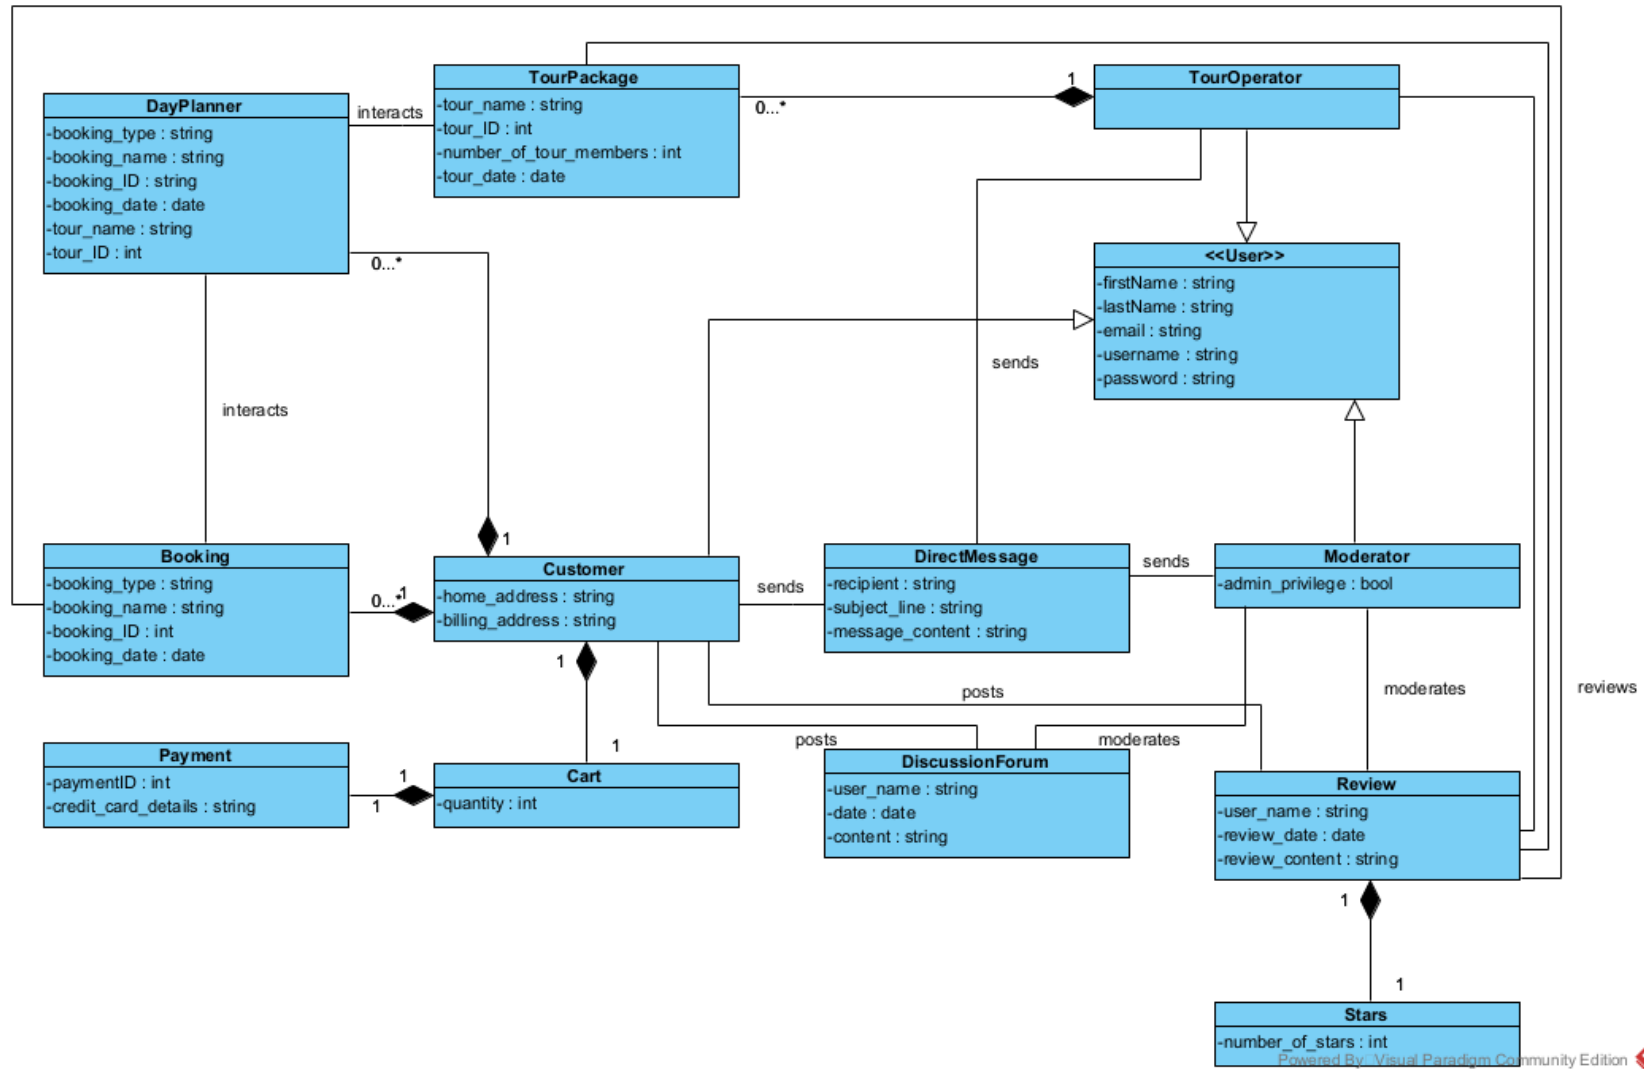 TourPackage
-tour_name : string
-tour_ID : int
-number_of_tour_members : int
-tour_date : date
TourOperator
1
0...*
DayPlanner
-booking_type : string
-booking_name : string
-booking_ID : string
-booking_date : date
-tour_name : string
-tour_ID : int
interacts
0...*
<<User>>
-firstName : string
-lastName : string
-email : string
-username : string
-password : string
sends
interacts
1
Booking
-booking_type : string
-booking_name : string
-booking_ID : int
-booking_date : date
0...*
1
Customer
-home_address : string
-billing_address : string
sends
DirectMessage
-recipient : string
-subject_line : string
-message_content : string
sends
Moderator
-admin_privilege : bool
1
posts
moderates
reviews
posts
moderates
1
Payment
-paymentID : int
-credit_card_details : string
1
1
Cart
-quantity : int
DiscussionForum
-user_name : string
-date : date
-content : string
Review
-user_name : string
-review_date : date
-review_content : string
1
1
Stars
-number_of_stars : int
Powered By Visual Paradigm Community Edition